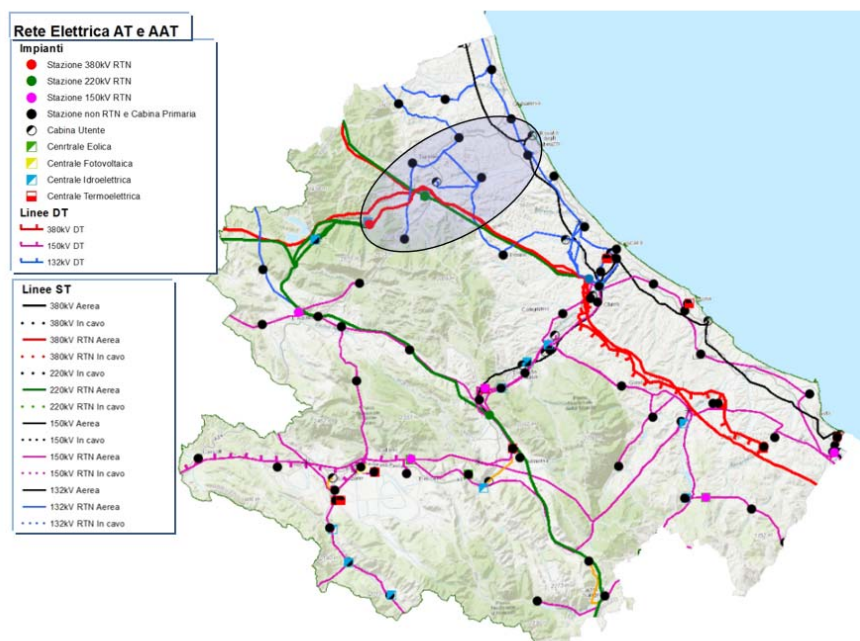 Rete Elettrica AT e AAT
Impianti
Stazione 380kV RTN
Stazione 220kV RTN
Stazione 150kV RTN
Stazione non RTN e Cabina Primaria
Cabina Utente
Cenrtrale Eolica
Centrale Fotovoltaica
Centrale Idroelettrica
Centrale Termoelettrica
Linee DT
380kV DT
150kV DT
132kV DT
Linee ST
380kV Aerea
380kV In cavo
380kV RTN Aerea
380kV RTN In cavo
220kV In cavo
220kV RTN Aerea
220kV RTN In cavo
150kV Aerea
150kV In cavo
150kV RTN Aerea
150kV RTN In cavo
132kV Aerea
132kV RTN Aerea
132kV RTN In cavo